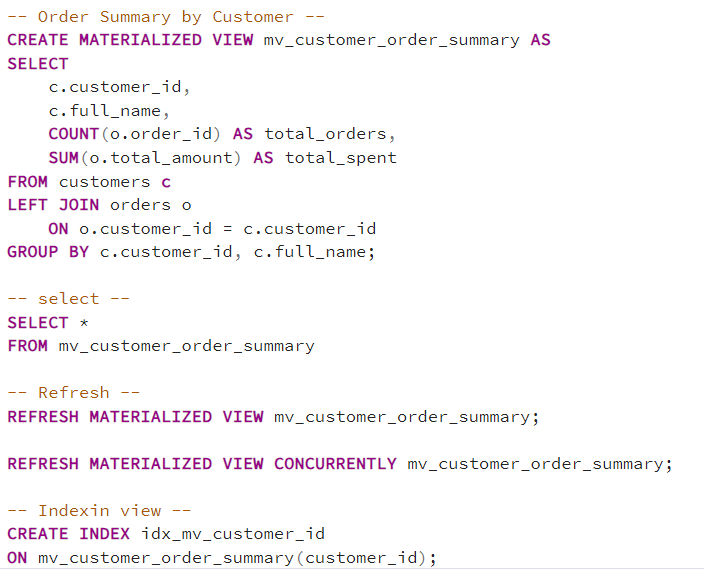 -- Order Summary by Customer --
CREATE MATERIALIZED VIEW mv_customer_order_summary AS
SELECT
    c.customer_id,
    c.full_name,
    COUNT(o.order_id) AS total_orders,
    SUM(o.total_amount) AS total_spent
FROM customers c
LEFT JOIN orders o
    ON o.customer_id = c.customer_id
GROUP BY c.customer_id, c.full_name;

-- select --
SELECT *
FROM mv_customer_order_summary

-- Refresh --
REFRESH MATERIALIZED VIEW mv_customer_order_summary;

REFRESH MATERIALIZED VIEW CONCURRENTLY mv_customer_order_summary;

-- Indexin view --
CREATE INDEX idx_mv_customer_id
ON mv_customer_order_summary(customer_id);